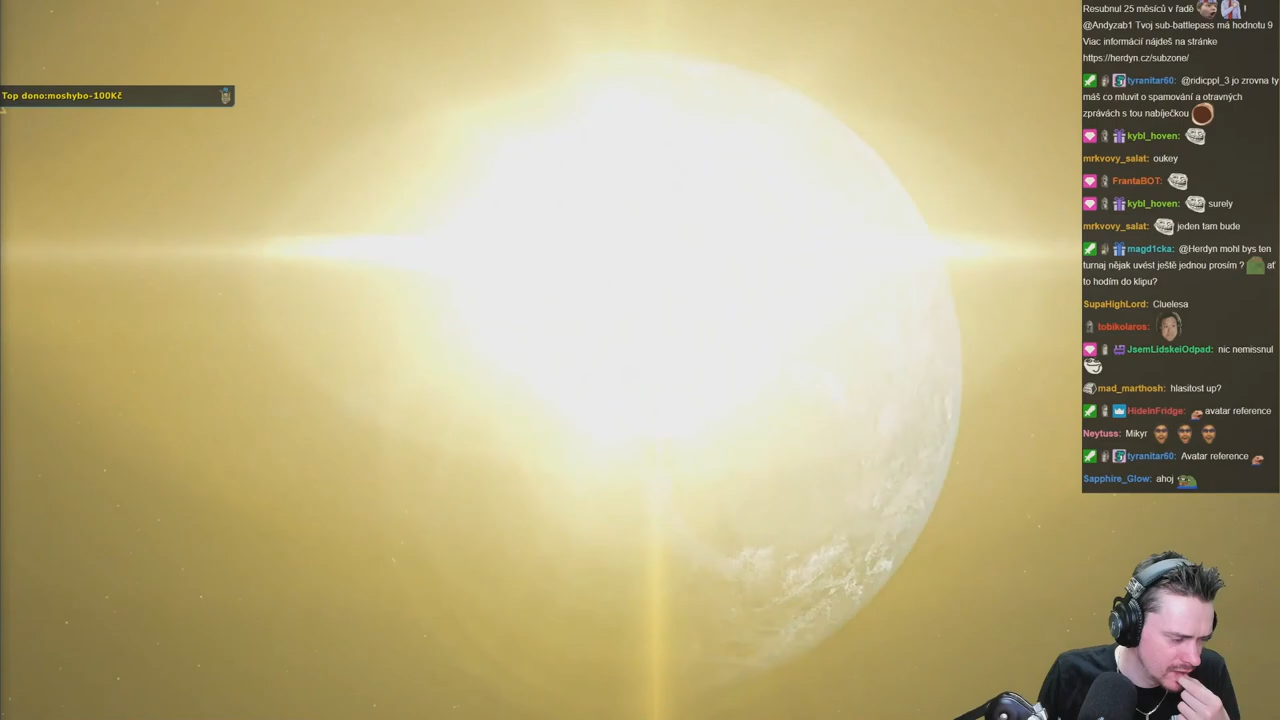 Top dono:moshybo-100Kč
Resubnul 25 měsíců v řadě !
@Andyzab1 Tvoj sub-battlepass má hodnotu 9
Viac informácií nájdeš na stránke
https://herdyn.cz/subzone/
tyranitar60: @ridicppl_3 jo zrovna ty
máš co mluvit o spamování a otravných
zprávách s tou nabíječkou
kybl_hoven:
mrkvovy_salat: oukey
FrantaBOT:
kybl_hoven: surely
mrkvovy_salat: jeden tam bude
magd1cka: @Herdyn mohl bys ten
turnaj nějak uvést ještě jednou prosím ? ať
to hodím do klipu?
SupaHighLord: Cluelesa
tobikolaros:
JsemLidskeiOdpad: nic nemissnul
mad_marthosh: hlasitost up?
HideInFridge: avatar reference
Neytuss: Mikyr
tyranitar60: Avatar reference
Sapphire_Glow: ahoj